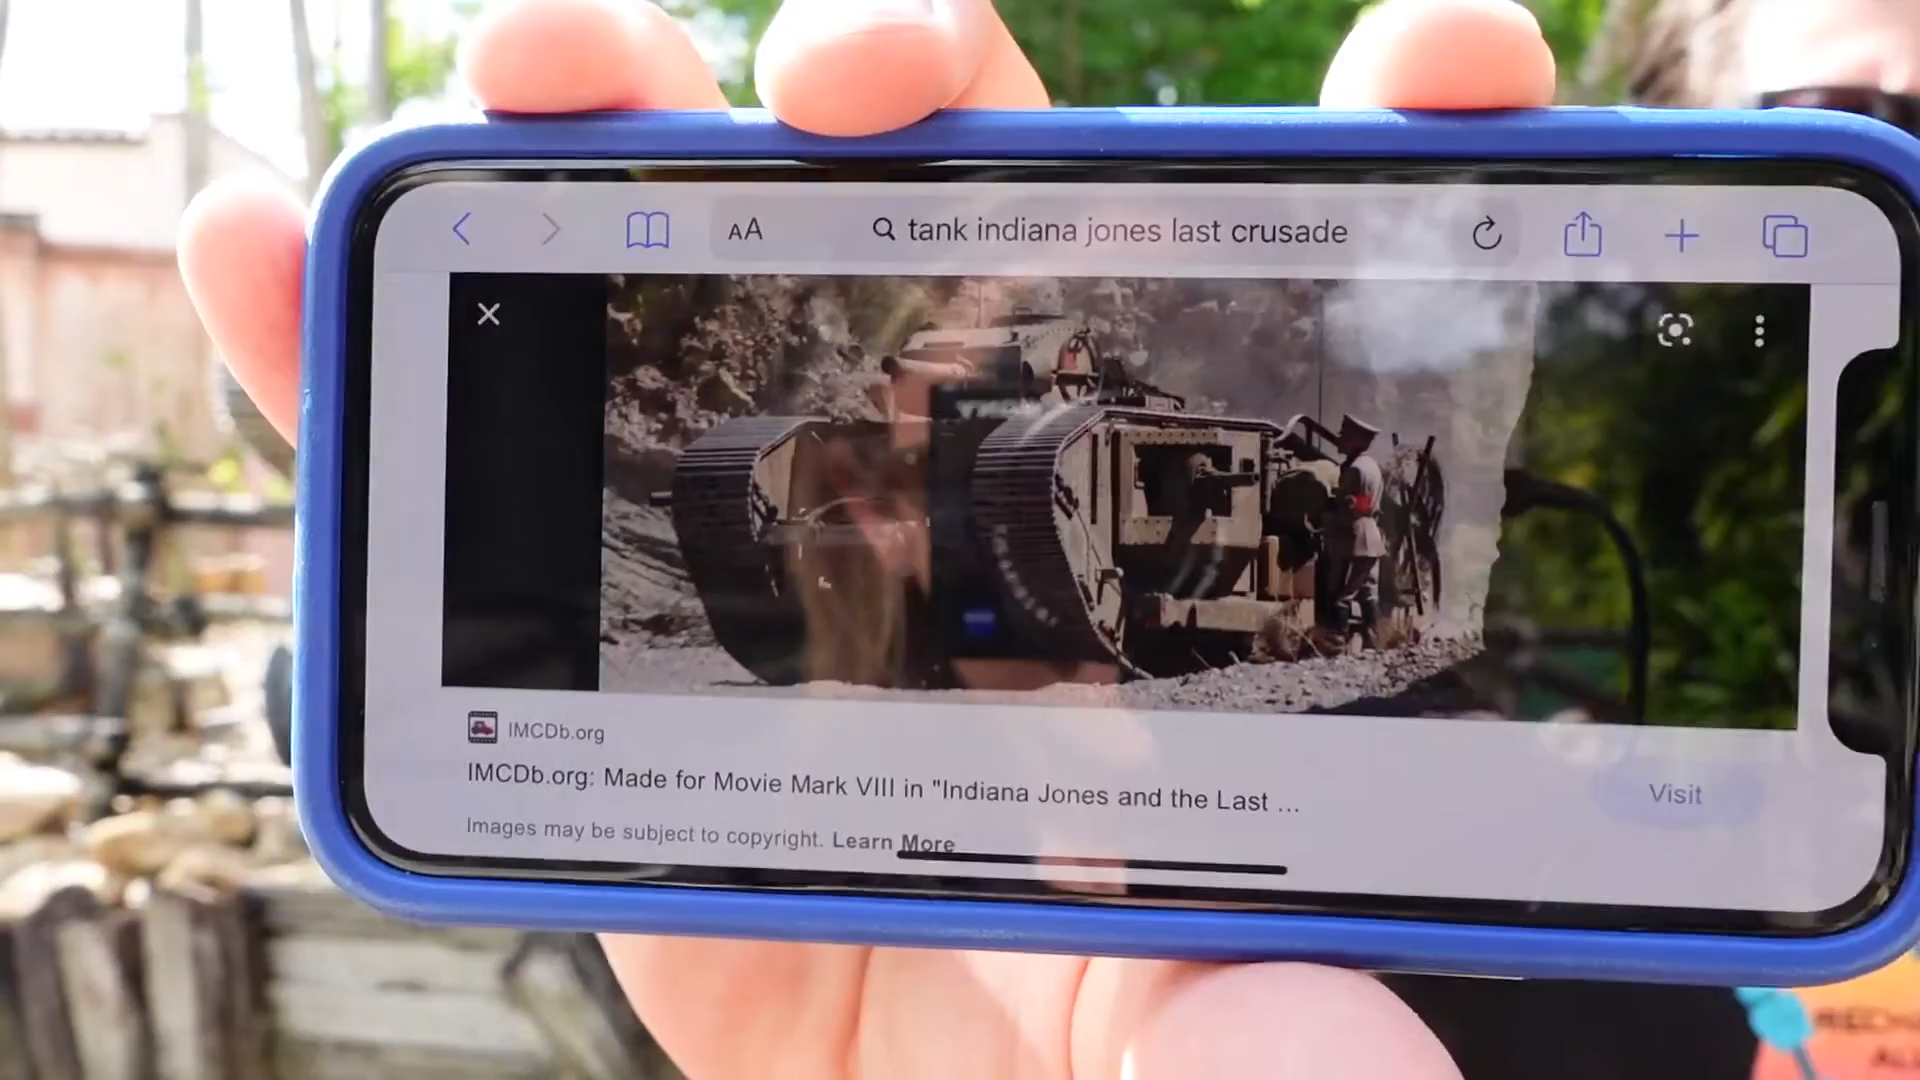 AA tank indiana jones last crusade
IMCDb.org
IMCDb.org: Made for Movie Mark VIII in "Indiana Jones and the Last ...
Visit
Images may be subject to copyright. Learn More